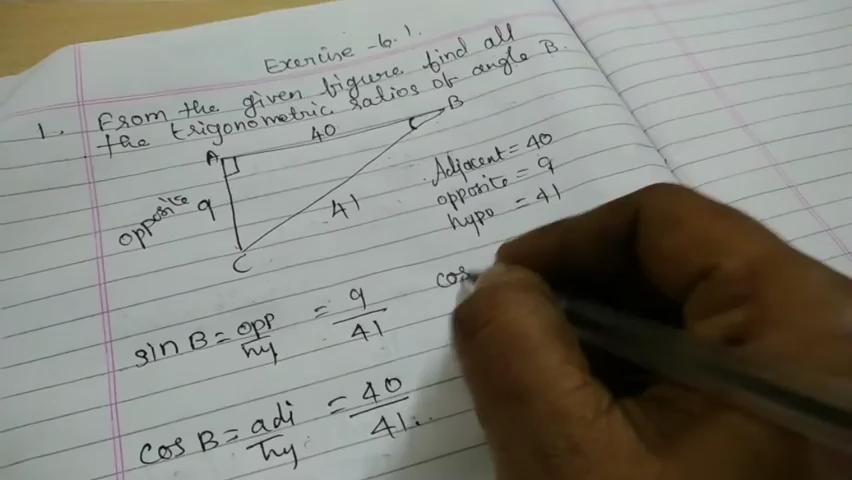 Exercise - 6.1.
1. From the given figure find all
the trigonometric ratios of angle B.
A
40
B
opposite 9
41
C
Adjacent = 40
opposite = 9
hypo = 41
sin B = opp/hy = 9/41
cos
cos B = adj/hy = 40/41..